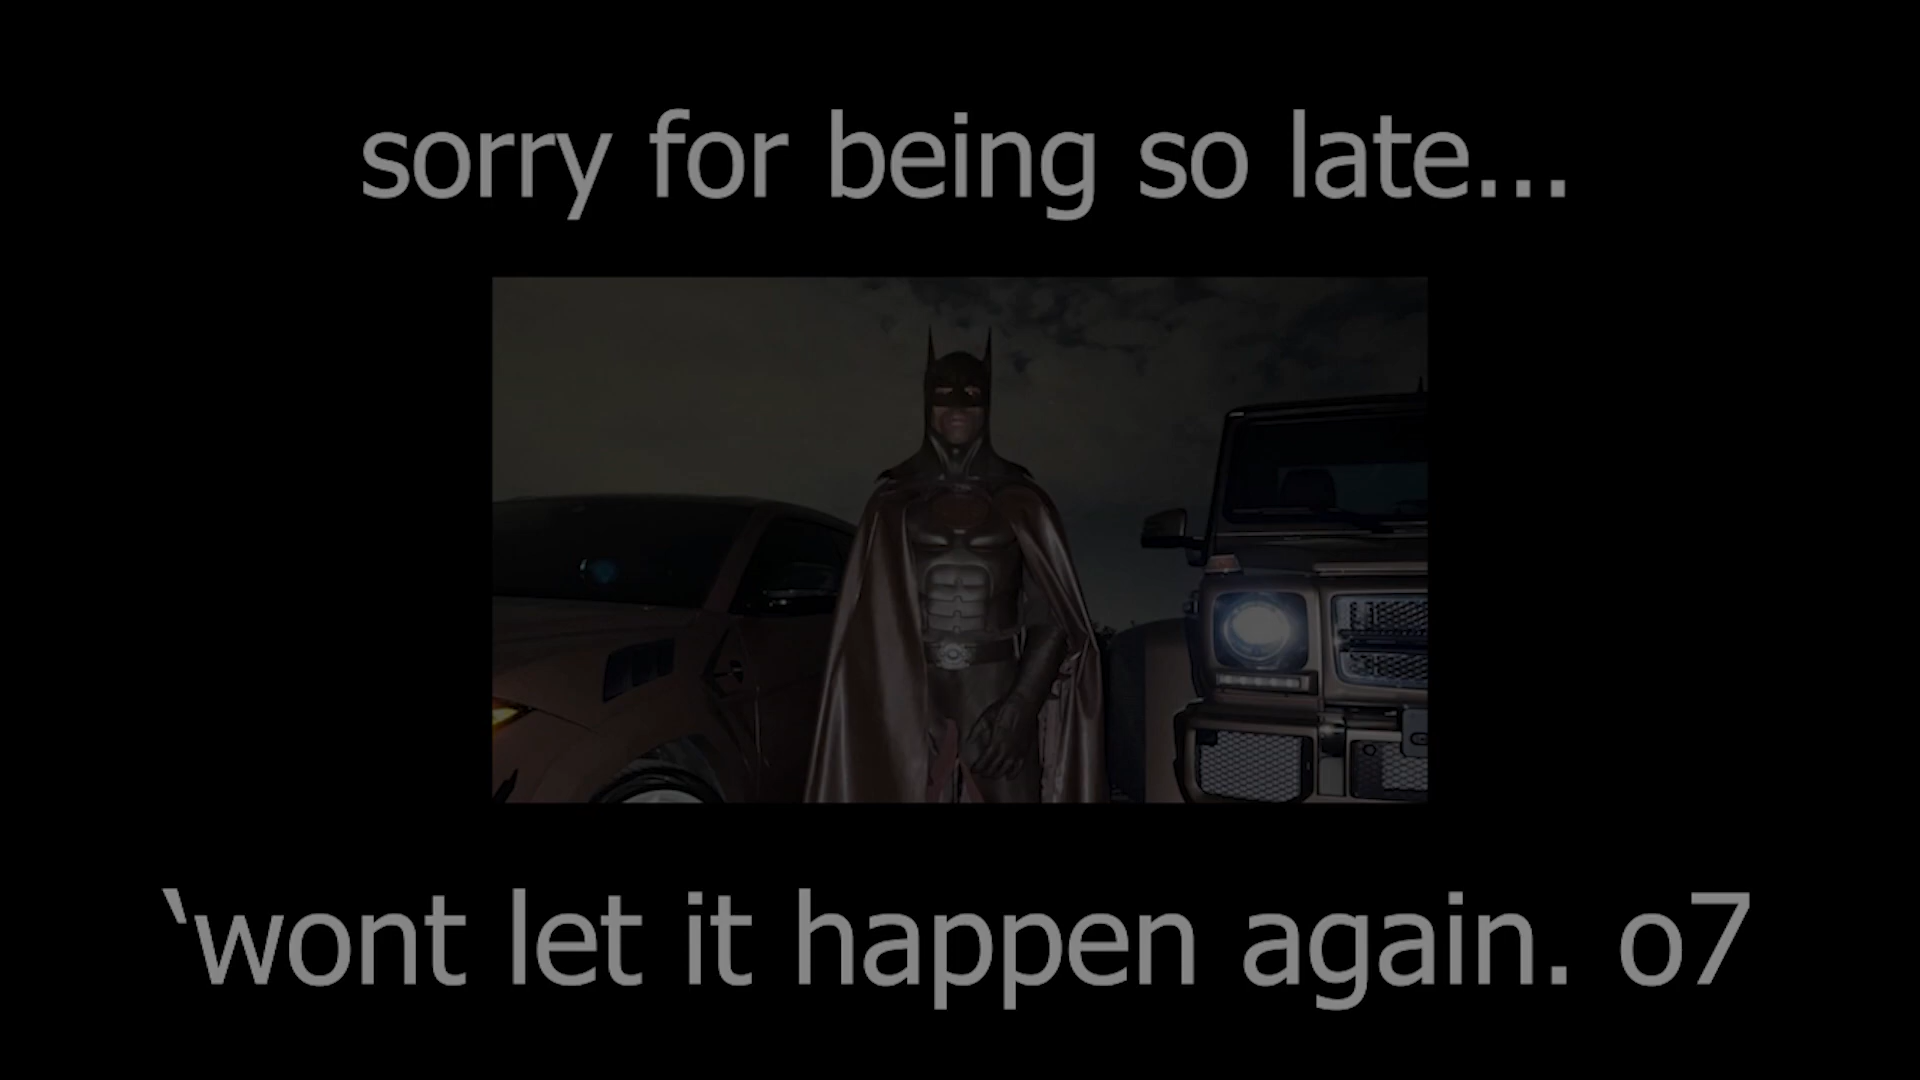 sorry for being so late...
‘wont let it happen again. o7